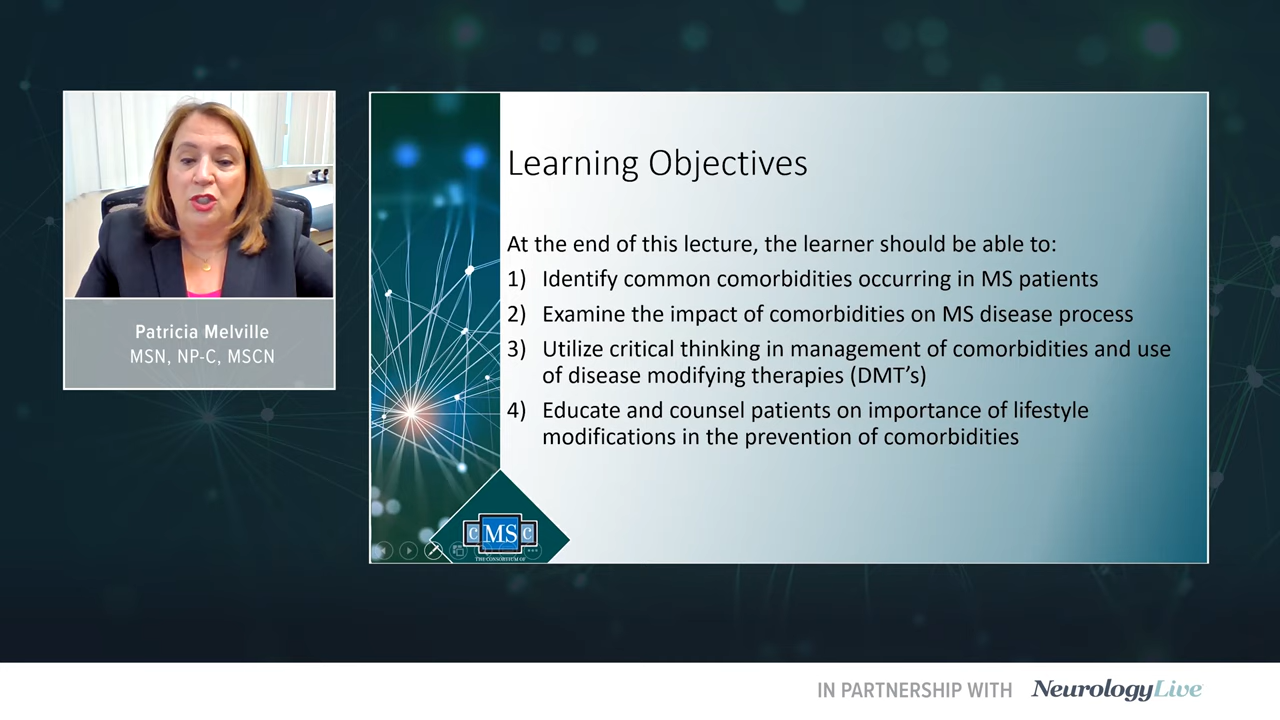 Patricia Melville
MSN, NP-C, MSCN
Learning Objectives
At the end of this lecture, the learner should be able to:
1) Identify common comorbidities occurring in MS patients
2) Examine the impact of comorbidities on MS disease process
3) Utilize critical thinking in management of comorbidities and use
of disease modifying therapies (DMT's)
4) Educate and counsel patients on importance of lifestyle
modifications in the prevention of comorbidities
CMSC
THE CONSORTIUM OF
IN PARTNERSHIP WITH NeurologyLive